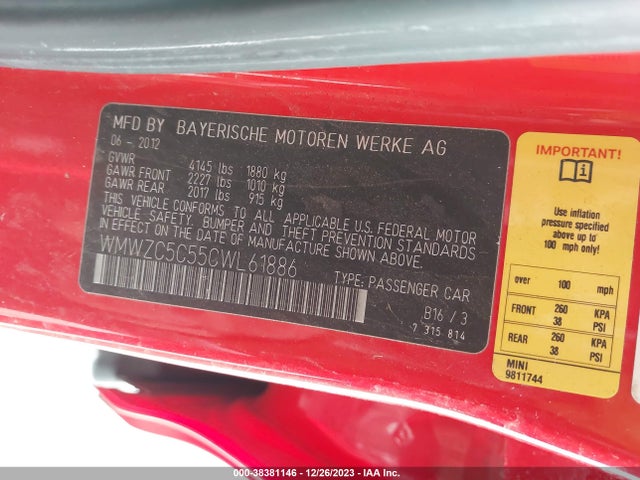 MFD BY BAYERISCHE MOTOREN WERKE AG
06 - 2012
GVWR 4145 lbs 1880 kg
GAWR FRONT 2227 lbs 1010 kg
GAWR REAR 2017 lbs 915 kg
THIS VEHICLE CONFORMS TO ALL APPLICABLE U.S. FEDERAL MOTOR
VEHICLE SAFETY, BUMPER AND THEFT PREVENTION STANDARDS
IN EFFECT ON THE DATE OF MANUFACTURE SHOWN ABOVE.
WMWZC5C55CWL61886
TYPE: PASSENGER CAR
B16 / 3
7 315 814
IMPORTANT!
i
Use inflation
pressure specified
for up to
100 mph only!
over 100 mph
FRONT 260 KPA
38 PSI
REAR 260 KPA
38 PSI
MINI
9811744
000-38381146 - 12/26/2023 - IAA Inc.